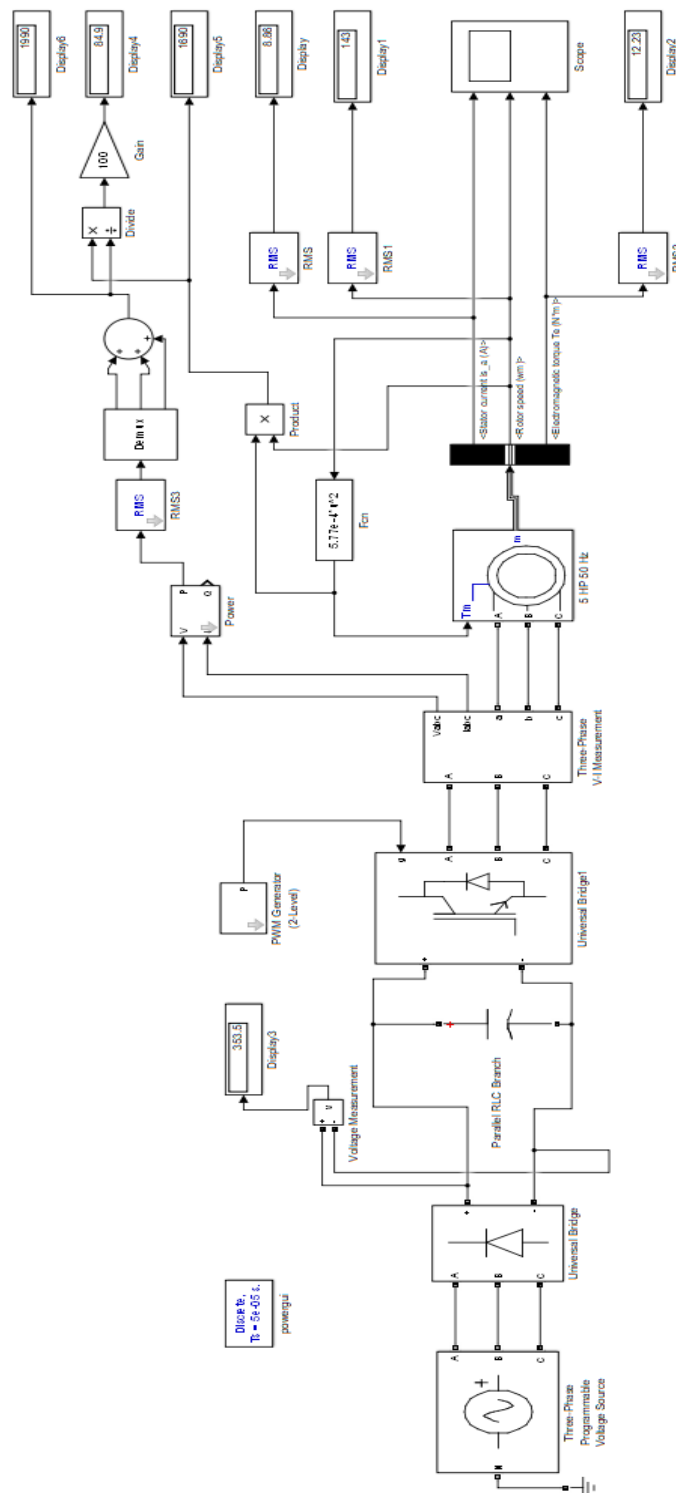 1990
Display6
84.9
Display4
100
Gain
×
÷
Divide
1690
Display5
8.86
Display
143
Display1
Scope
12.23
Display2
RMS
RMS
RMS
RMS1
RMS
+
+
+
Demux
RMS
RMS3
V
I
P
Q
Power
×
Product
5.77e-4*u^2
Fcn
<Stator current is_a (A)>
<Rotor speed (wm)>
<Electromagnetic torque Te (N*m)>
Tm
m
A
B
C
5 HP 50 Hz
Vabc
Iabc
A
B
C
a
b
c
Three-Phase
V-I Measurement
P
PWM Generator
(2-Level)
g
A
B
C
+
-
Universal Bridge1
353.5
Display3
+
-
v
Voltage Measurement
+
Parallel RLC Branch
A
B
C
+
-
Universal Bridge
Discrete,
Ts = 5e-05 s.
powergui
N
A
B
C
+
Three-Phase
Programmable
Voltage Source